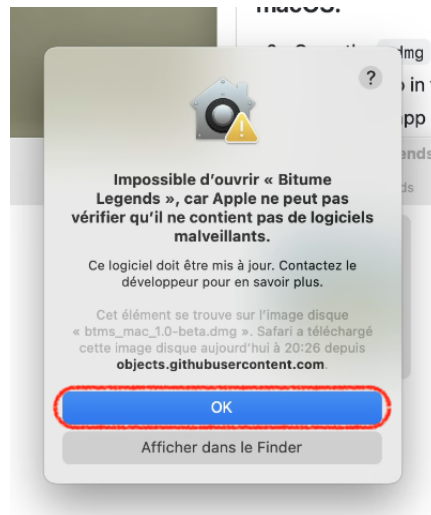 macOS.
dmg
?
in
app
ends
ds
Impossible d'ouvrir « Bitume
Legends », car Apple ne peut pas
vérifier qu'il ne contient pas de logiciels
malveillants.
Ce logiciel doit être mis à jour. Contactez le
développeur pour en savoir plus.
Cet élément se trouve sur l'image disque
« btms_mac_1.0-beta.dmg ». Safari a téléchargé
cette image disque aujourd'hui à 20:26 depuis
objects.githubusercontent.com.
OK
Afficher dans le Finder